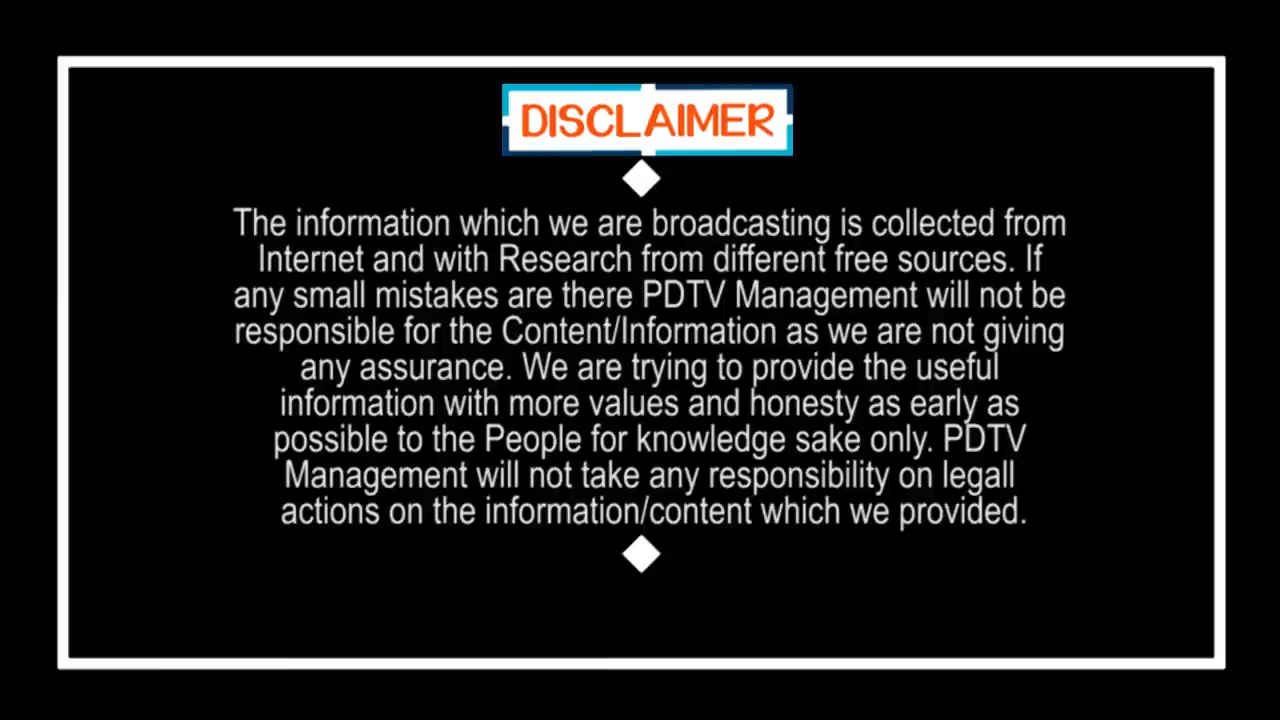 DISCLAIMER
The information which we are broadcasting is collected from
Internet and with Research from different free sources. If
any small mistakes are there PDTV Management will not be
responsible for the Content/Information as we are not giving
any assurance. We are trying to provide the useful
information with more values and honesty as early as
possible to the People for knowledge sake only. PDTV
Management will not take any responsibility on legall
actions on the information/content which we provided.